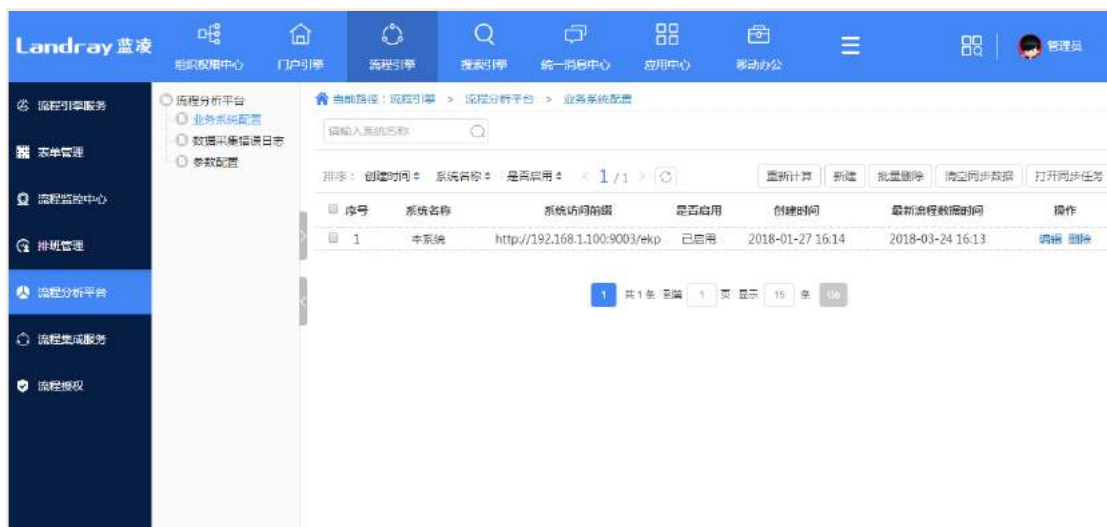 Landray 蓝凌
组织权限中心 门户引擎 流程引擎 搜索引擎 统一消息中心 应用中心 移动办公 管理员
流程引擎服务
表单管理
流程监控中心
排班管理
流程分析平台
流程集成服务
流程授权
流程分析平台
业务系统配置
数据采集错误日志
参数配置
当前路径：流程引擎 > 流程分析平台 > 业务系统配置
请输入系统名称
排序： 创建时间 系统名称 是否启用 < 1 / 1 > 重新计算 新建 批量删除 清空同步数据 打开同步任务
序号 系统名称 系统访问前缀 是否启用 创建时间 最新流程数据时间 操作
1 本系统 http://192.168.1.100:9003/ekp 已启用 2018-01-27 16:14 2018-03-24 16:13 编辑 删除
1 共1条 到第 1 页 显示 15 条 Go